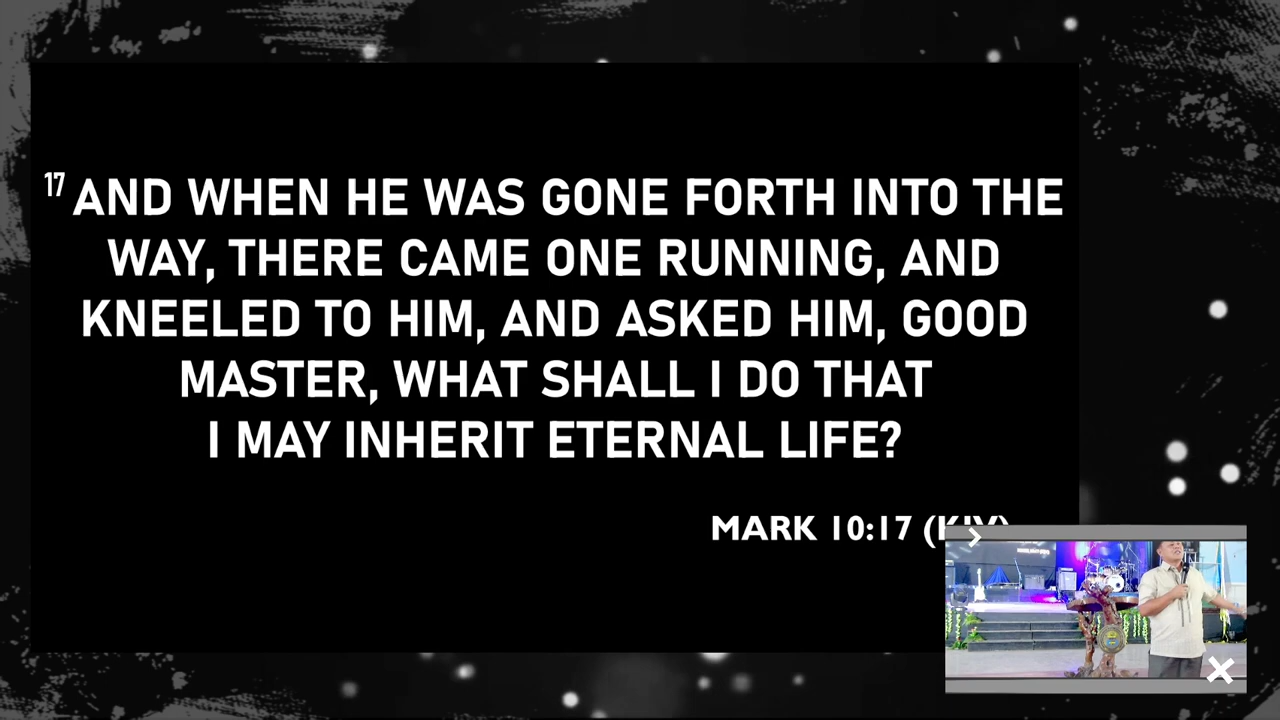 17 AND WHEN HE WAS GONE FORTH INTO THE
WAY, THERE CAME ONE RUNNING, AND
KNEELED TO HIM, AND ASKED HIM, GOOD
MASTER, WHAT SHALL I DO THAT
I MAY INHERIT ETERNAL LIFE?
MARK 10:17 (KJV)